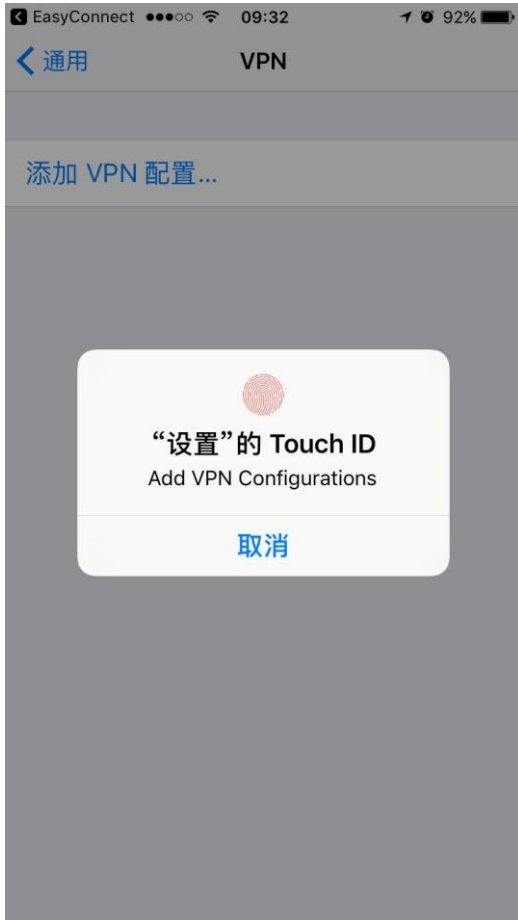 EasyConnect 09:32 92%
通用 VPN
添加 VPN 配置...
“设置”的 Touch ID
Add VPN Configurations
取消